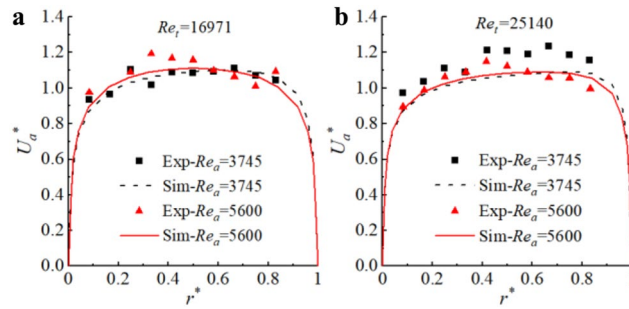 a
Re_t=16971
U_a^*
1.4
1.2
1.0
0.8
0.6
0.4
0.2
0.0
Exp-Re_a=3745
Sim-Re_a=3745
Exp-Re_a=5600
Sim-Re_a=5600
0 0.2 0.4 0.6 0.8 1
r^*
b
Re_t=25140
U_a^*
1.4
1.2
1.0
0.8
0.6
0.4
0.2
0.0
Exp-Re_a=3745
Sim-Re_a=3745
Exp-Re_a=5600
Sim-Re_a=5600
0 0.2 0.4 0.6 0.8
r^*